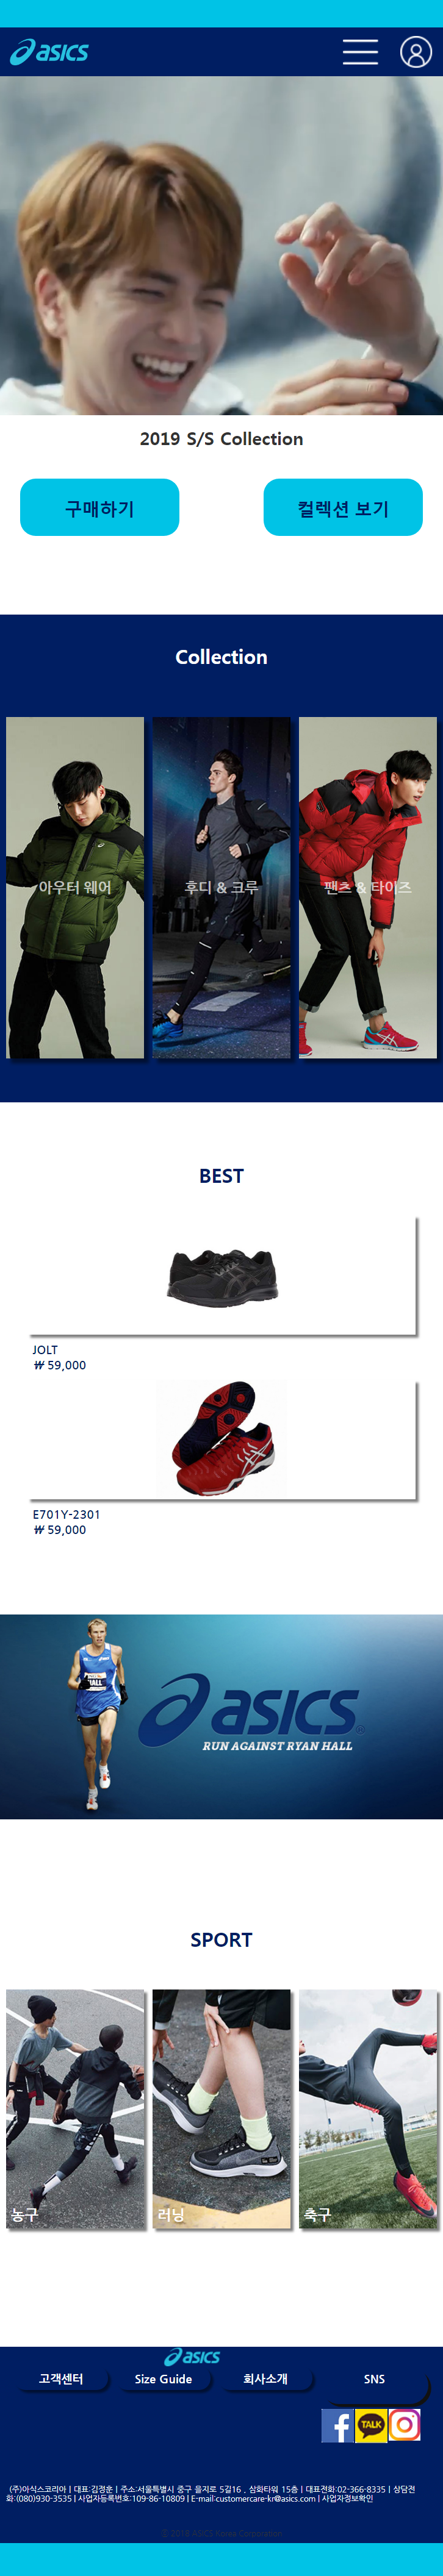 asics
2019 S/S Collection
구매하기
컬렉션 보기
Collection
아우터 웨어
후디 & 크루
팬츠 & 타이즈
BEST
JOLT
₩ 59,000
E701Y-2301
₩ 59,000
asics
RUN AGAINST RYAN HALL
SPORT
농구
러닝
축구
asics
고객센터
Size Guide
회사소개
SNS
f
TALK
(주)아식스코리아 | 대표:김정훈 | 주소:서울특별시 중구 을지로 5길16 , 삼화타워 15층 | 대표전화:02-366-8335 | 상담전
화:(080)930-3535 | 사업자등록번호:109-86-10809 | E-mail:customercare-kr@asics.com | 사업자정보확인